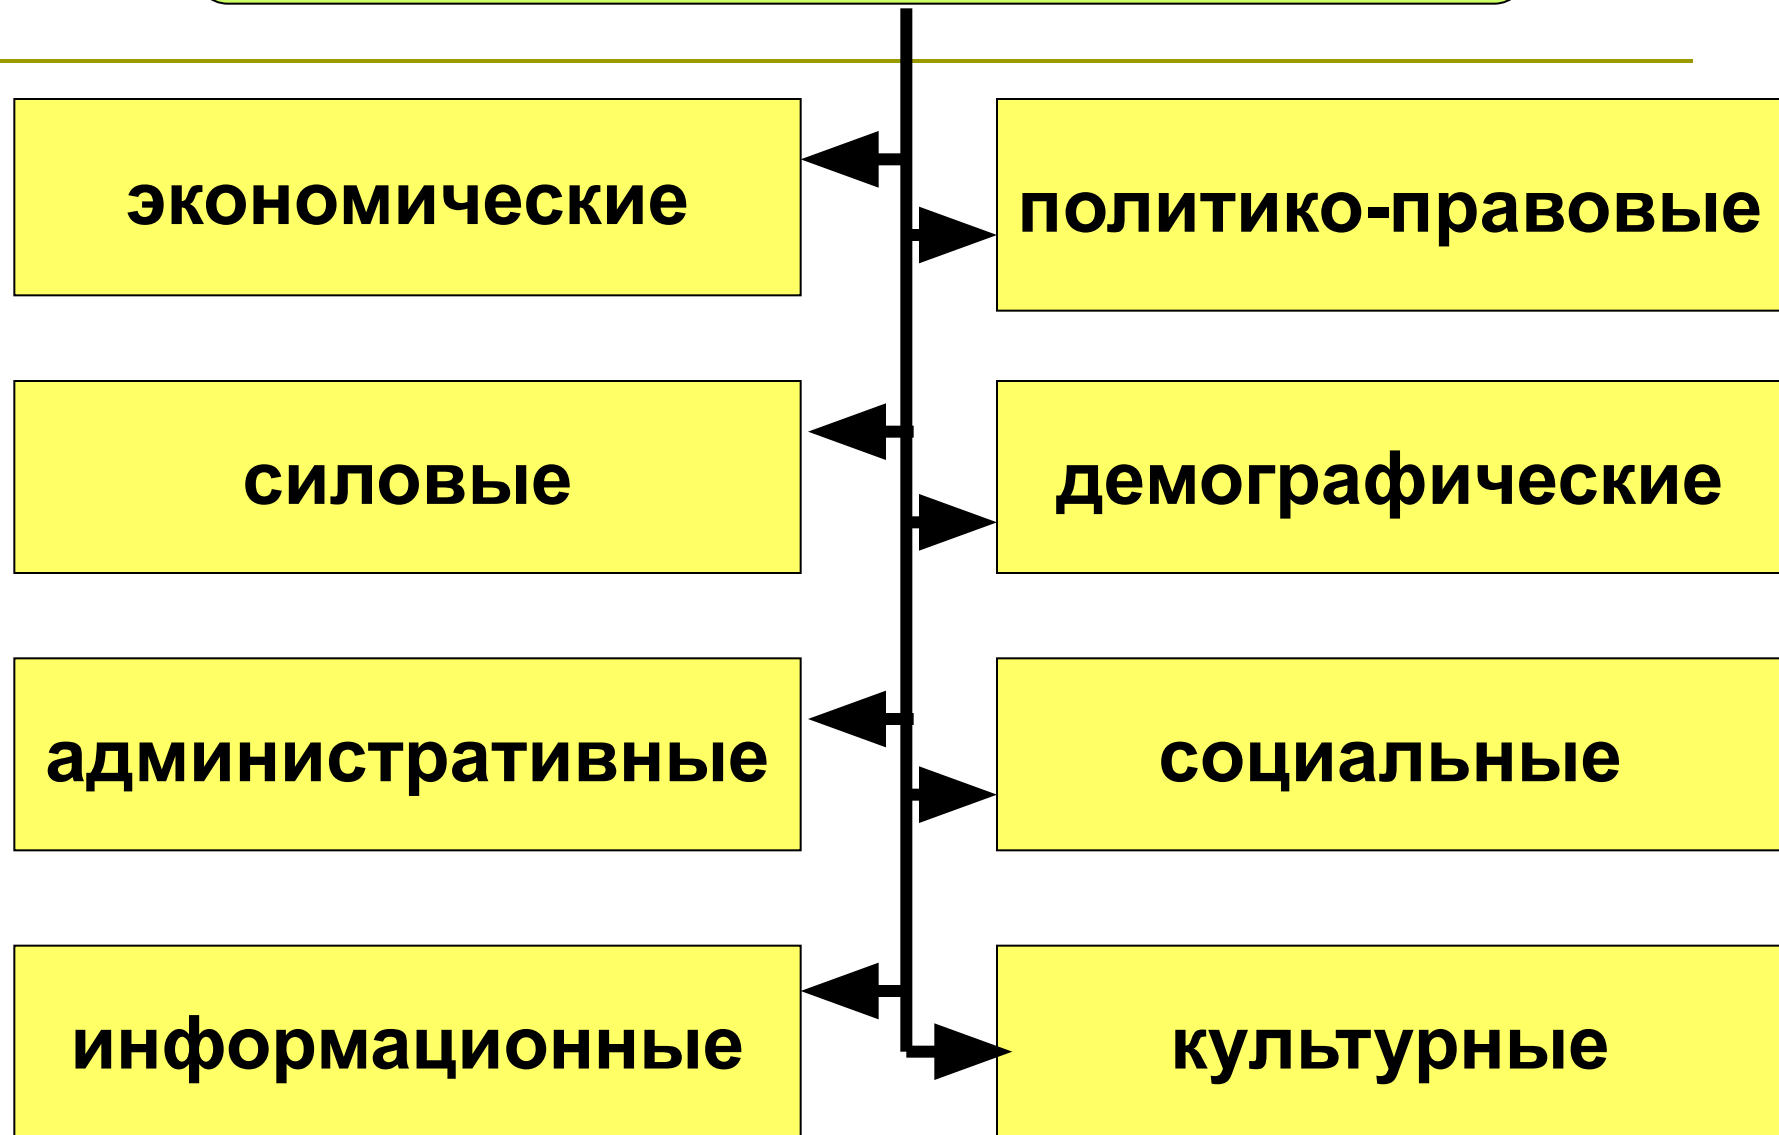 экономические
политико-правовые
силовые
демографические
административные
социальные
информационные
культурные